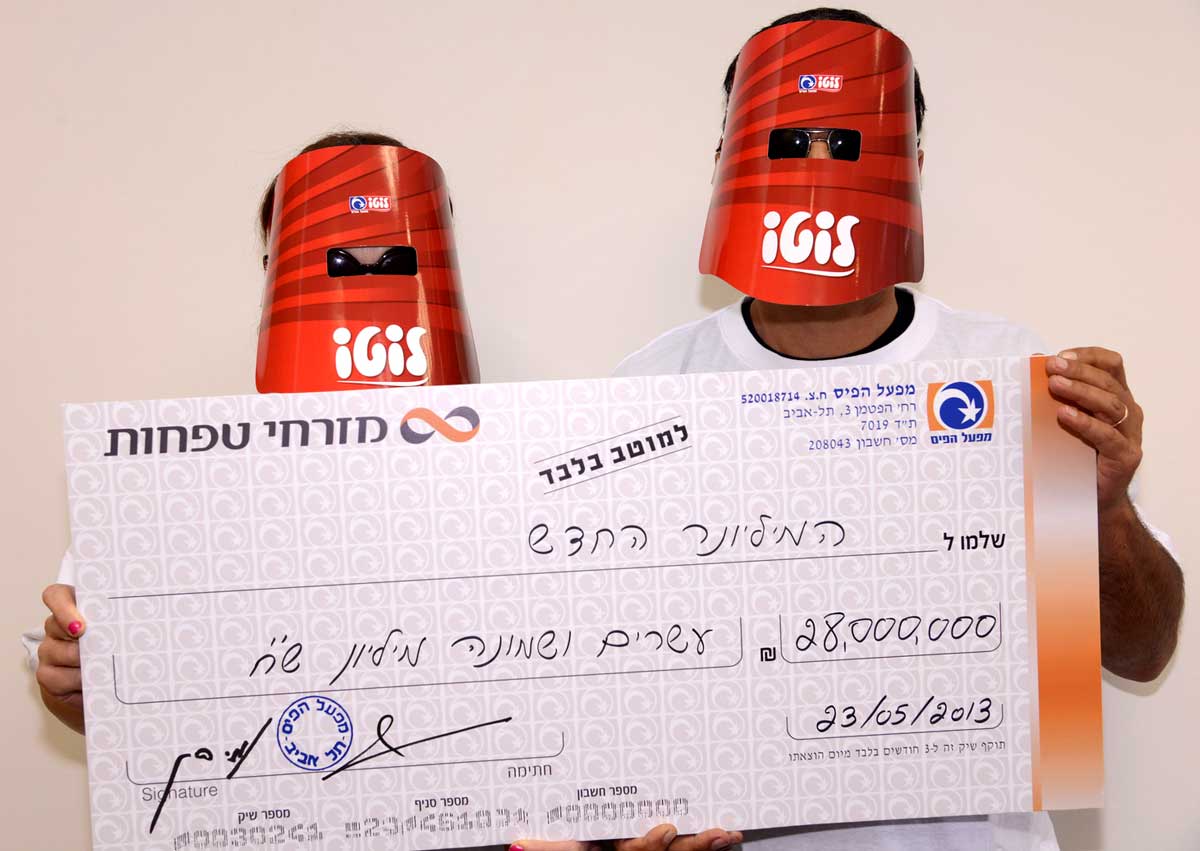 לוטו
לוטו
לוטו
לוטו
מזרחי טפחות
למוטב בלבד
מפעל הפיס ח.צ. 520018714
רח׳ הפטמן 3, תל-אביב
ת״ד 7019
מס׳ חשבון 208043
מפעל הפיס
שלמו ל המיליונר החדש
עשרים ושמונה מיליון ש״ח
₪ 28,000,000
23/05/2013
תוקף שיק זה ל-3 חודשים בלבד מיום הוצאתו
מפעל הפיס
תל אביב
חתימה
Signature
מספר שיק מספר סניף מספר חשבון